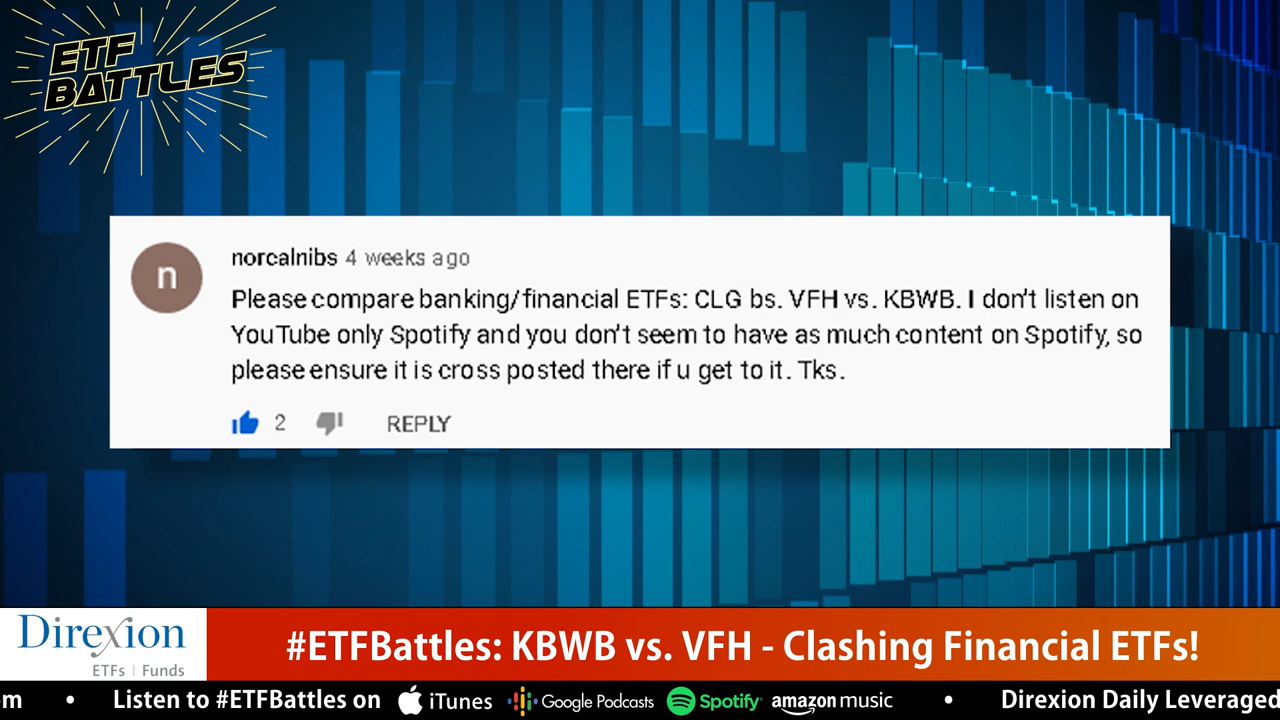 ETF
BATTLES
n
norcalnibs 4 weeks ago
Please compare banking/financial ETFs: CLG bs. VFH vs. KBWB. I don't listen on
YouTube only Spotify and you don't seem to have as much content on Spotify, so
please ensure it is cross posted there if u get to it. Tks.
2 REPLY
Direxion
ETFs | Funds
#ETFBattles: KBWB vs. VFH - Clashing Financial ETFs!
om • Listen to #ETFBattles on iTunes Google Podcasts Spotify amazon music • Direxion Daily Leveraged